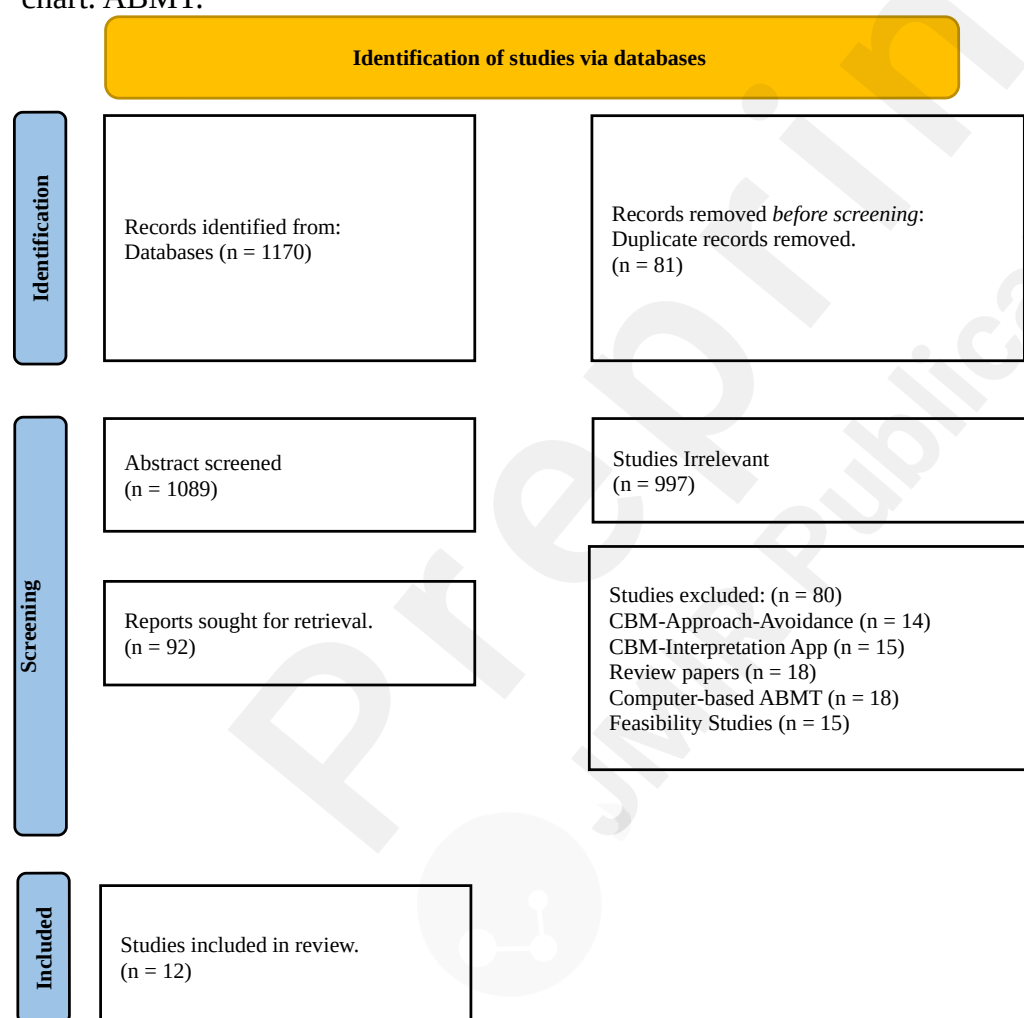 chart. ABMT.
Identification of studies via databases
Identification
Records identified from:
Databases (n = 1170)
Records removed before screening:
Duplicate records removed.
(n = 81)
Screening
Abstract screened
(n = 1089)
Studies Irrelevant
(n = 997)
Reports sought for retrieval.
(n = 92)
Studies excluded: (n = 80)
CBM-Approach-Avoidance (n = 14)
CBM-Interpretation App (n = 15)
Review papers (n = 18)
Computer-based ABMT (n = 18)
Feasibility Studies (n = 15)
Included
Studies included in review.
(n = 12)
Preprin
JMIR Publica